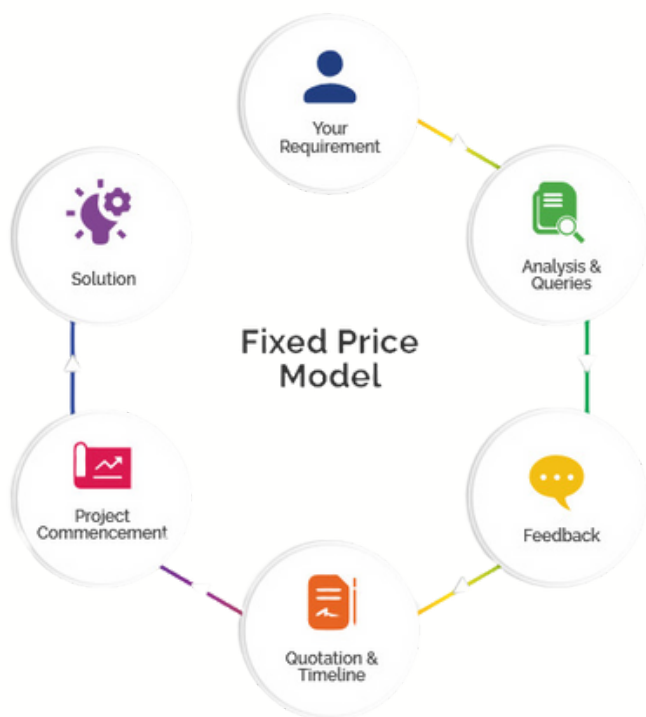 Your
Requirement
Analysis &
Queries
Feedback
Quotation &
Timeline
Project
Commencement
Solution
Fixed Price
Model